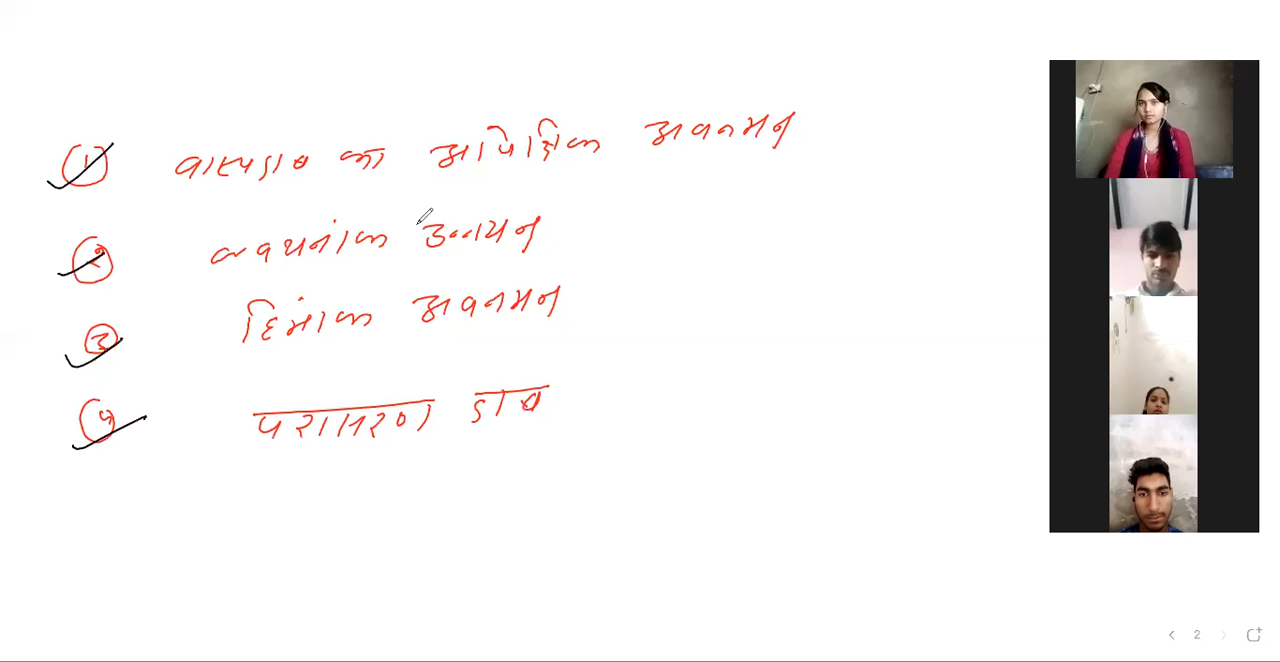 ① वाष्पदाब का आपेक्षिक अवनमन
② क्वथनांक उन्नयन
③ हिमांक अवनमन
④ परासरण दाब
2